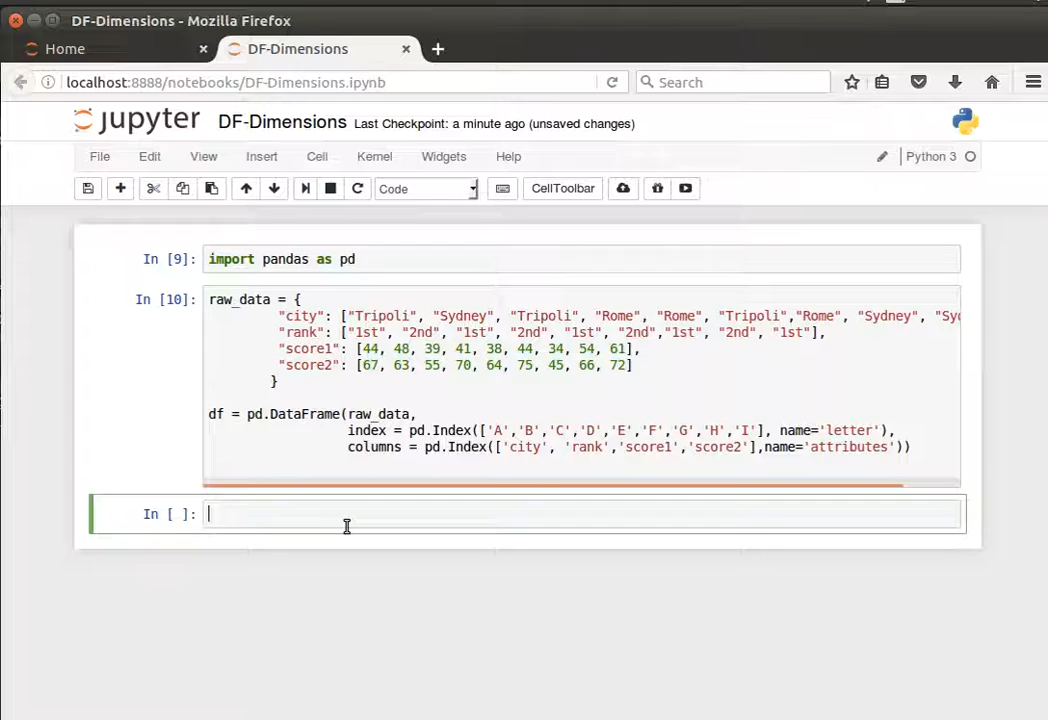 DF-Dimensions - Mozilla Firefox
Home
DF-Dimensions
localhost:8888/notebooks/DF-Dimensions.ipynb
Search
jupyter DF-Dimensions Last Checkpoint: a minute ago (unsaved changes)
File Edit View Insert Cell Kernel Widgets Help Python 3
Code CellToolbar
In [9]: import pandas as pd
In [10]: raw_data = {
"city": ["Tripoli", "Sydney", "Tripoli", "Rome", "Rome", "Tripoli","Rome", "Sydney", "Syd
"rank": ["1st", "2nd", "1st", "2nd", "1st", "2nd","1st", "2nd", "1st"],
"score1": [44, 48, 39, 41, 38, 44, 34, 54, 61],
"score2": [67, 63, 55, 70, 64, 75, 45, 66, 72]
}
df = pd.DataFrame(raw_data,
index = pd.Index(['A','B','C','D','E','F','G','H','I'], name='letter'),
columns = pd.Index(['city', 'rank','score1','score2'],name='attributes'))
In [ ]: